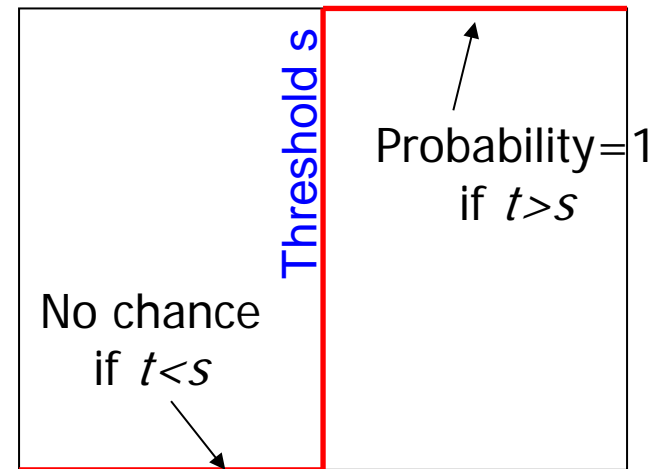 Threshold s
Probability=1
if t>s
No chance
if t<s